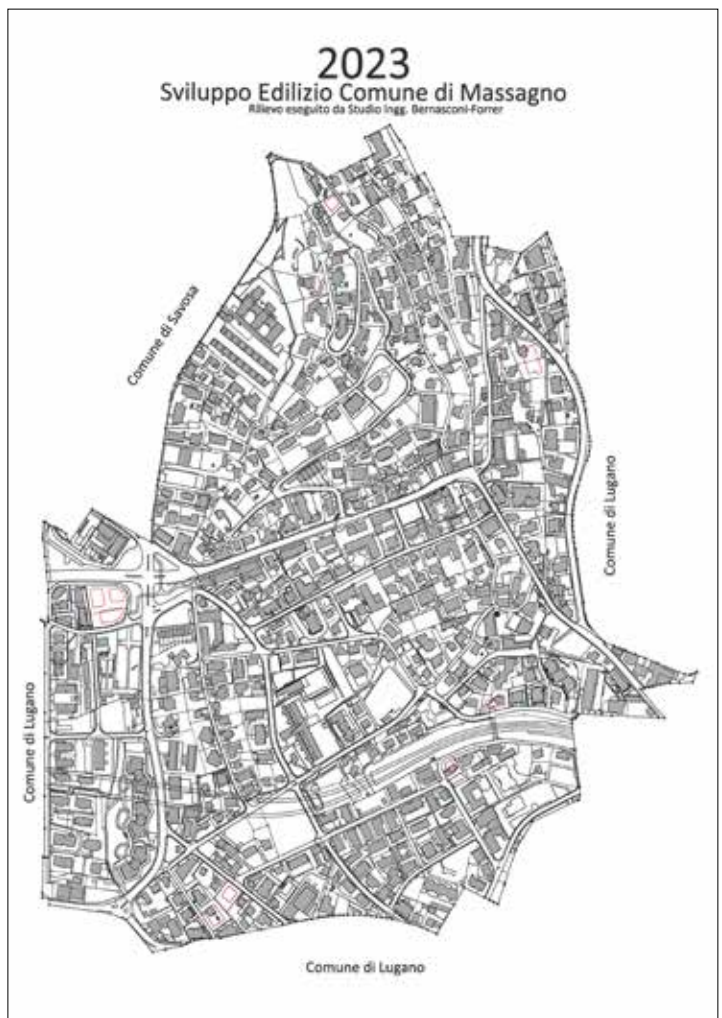 2023
Sviluppo Edilizio Comune di Massagno
Rilievo eseguito da Studio Ingg. Bernasconi-Forrer
Comune di Savosa
Comune di Lugano
Comune di Lugano
Comune di Lugano